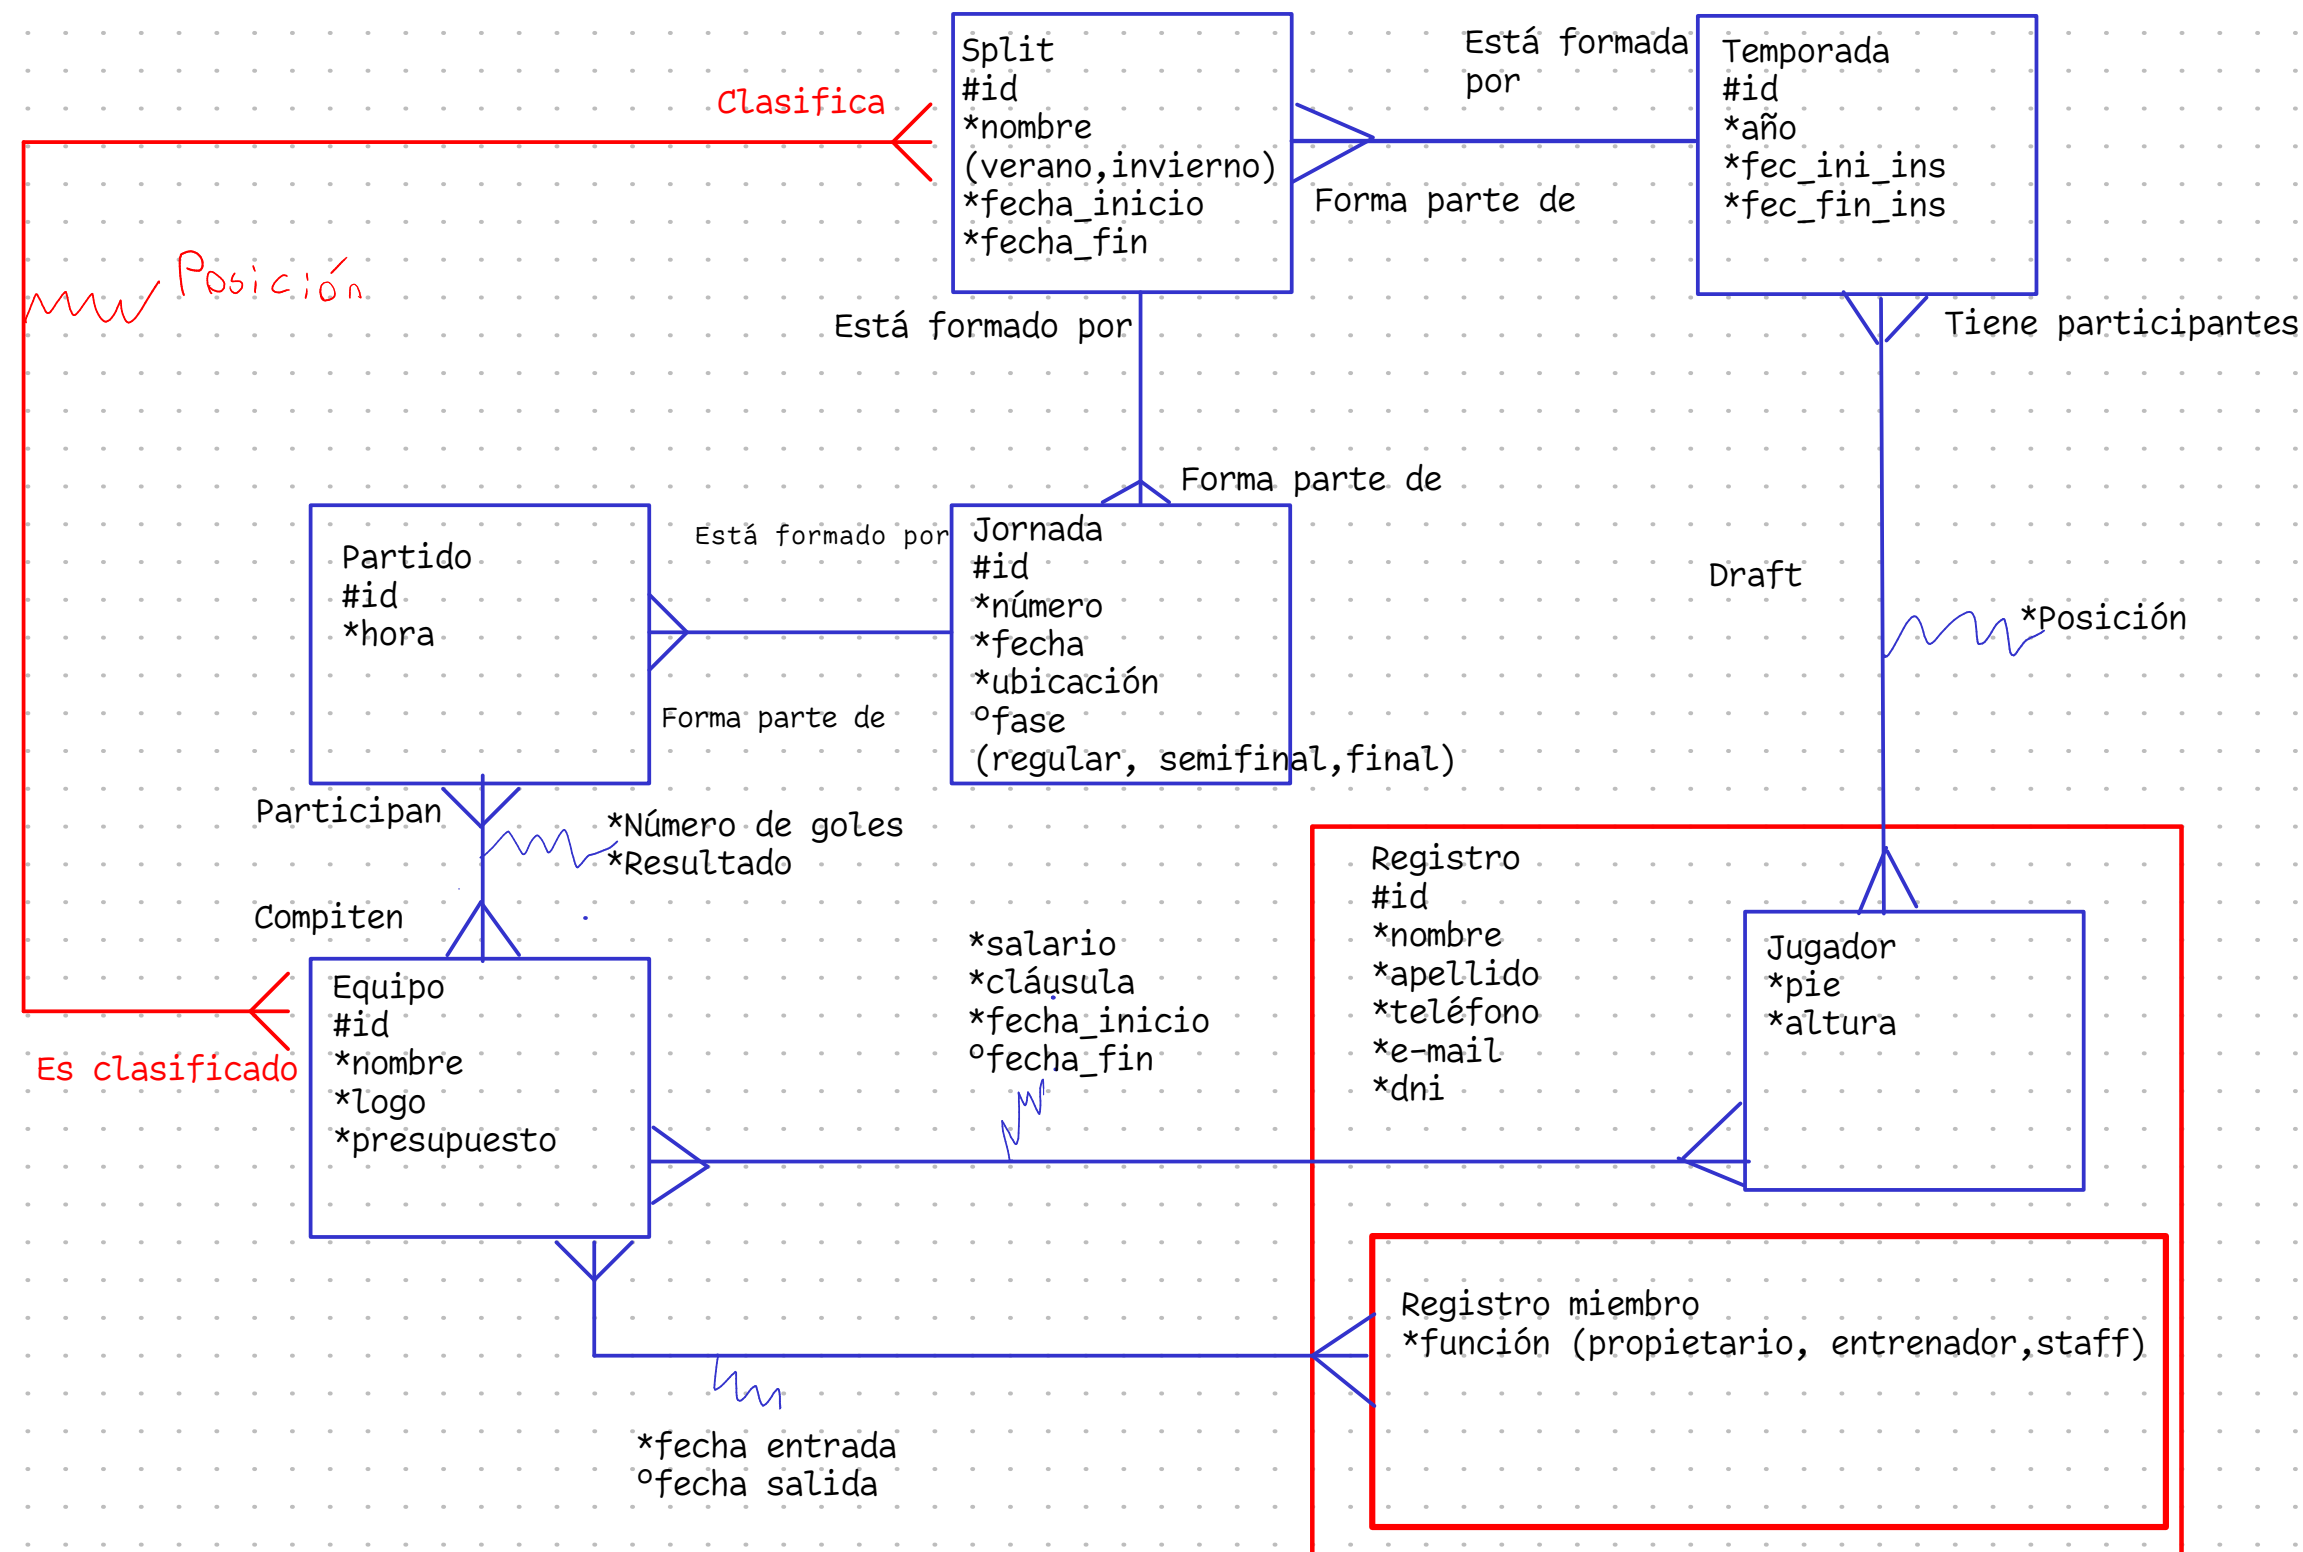 Split
#id
*nombre
(verano,invierno)
*fecha_inicio
*fecha_fin
Está formada
por
Forma parte de
Temporada
#id
*año
*fec_ini_ins
*fec_fin_ins
Clasifica
Posición
Está formado por
Tiene participantes
Forma parte de
Partido
#id
*hora
Está formado por
Forma parte de
Jornada
#id
*número
*fecha
*ubicación
ºfase
(regular, semifinal,final)
Draft
*Posición
Participan
*Número de goles
*Resultado
Compiten
Equipo
#id
*nombre
*logo
*presupuesto
Es clasificado
*salario
*cláusula
*fecha_inicio
ºfecha_fin
Registro
#id
*nombre
*apellido
*teléfono
*e-mail
*dni
Jugador
*pie
*altura
Registro miembro
*función (propietario, entrenador,staff)
*fecha entrada
ºfecha salida